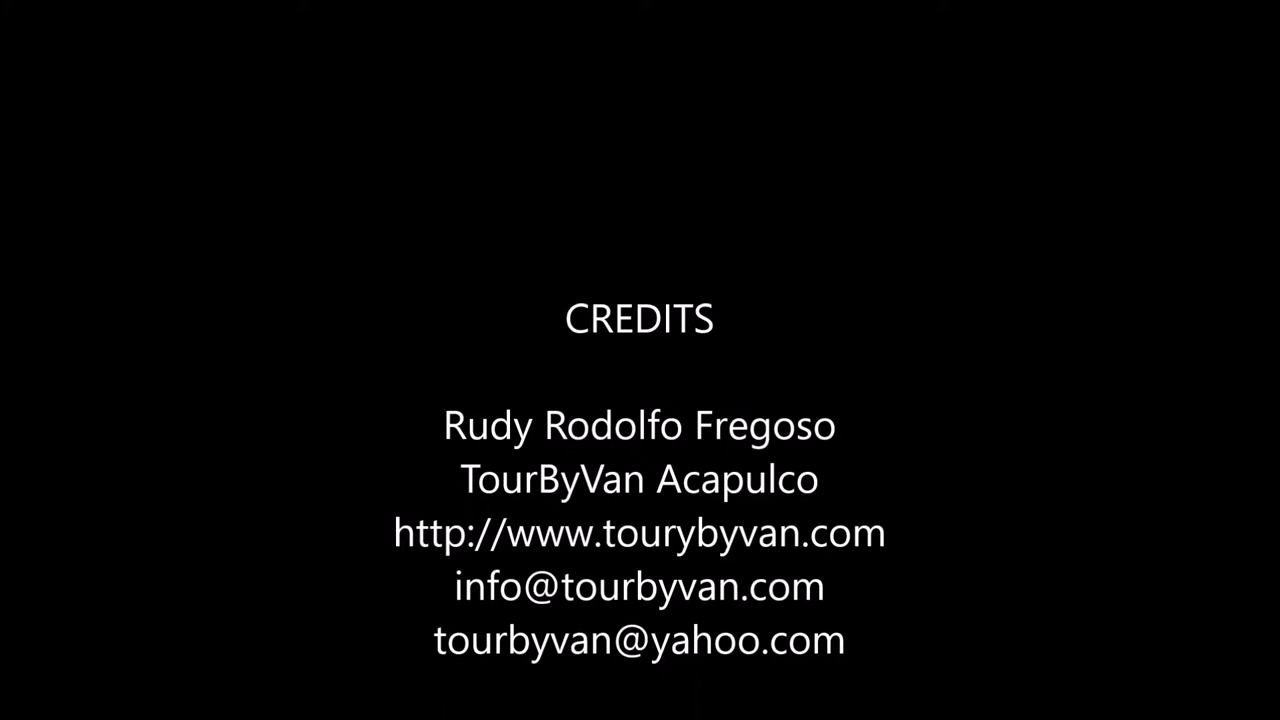 CREDITS
Rudy Rodolfo Fregoso
TourByVan Acapulco
http://www.tourybyvan.com
info@tourbyvan.com
tourbyvan@yahoo.com